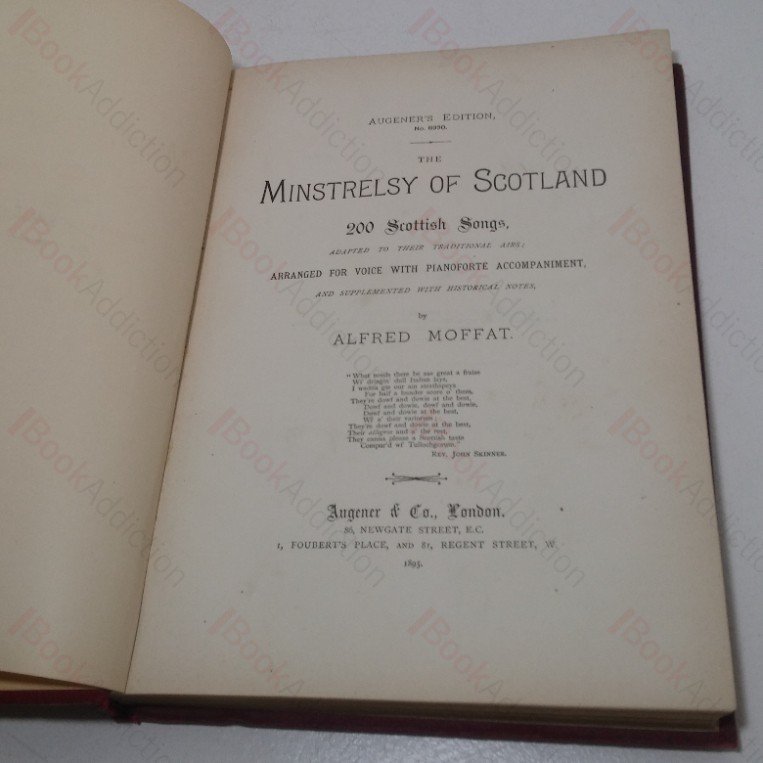 AUGENER'S EDITION,
THE
MINSTRELSY OF SCOTLAND
200 Scottish Songs,
ADAPTED TO THEIR TRADITIONAL AIRS;
ARRANGED FOR VOICE WITH PIANOFORTE ACCOMPANIMENT,
AND SUPPLEMENTED WITH HISTORICAL NOTES,
by
ALFRED MOFFAT.
"What needs there be sae great a fraise
Wi' dringin' dull Italian lays,
I wadna gie our ain strathspeys
For half a hunder score o' them,
They're dowf and dowie at the best,
Dowf and dowie, dowf and dowie,
Dowf and dowie at the best,
Wi' a' their variorum;
They're dowf and dowie at the best,
Their allegros and a' the rest,
They canna please a Scottish taste
Compar'd wi' Tullochgorum."
REV. JOHN SKINNER.
Augener & Co., London.
86, NEWGATE STREET, E.C.
1, FOUBERT'S PLACE, AND 81, REGENT STREET, W.
1895.
BookAddiction